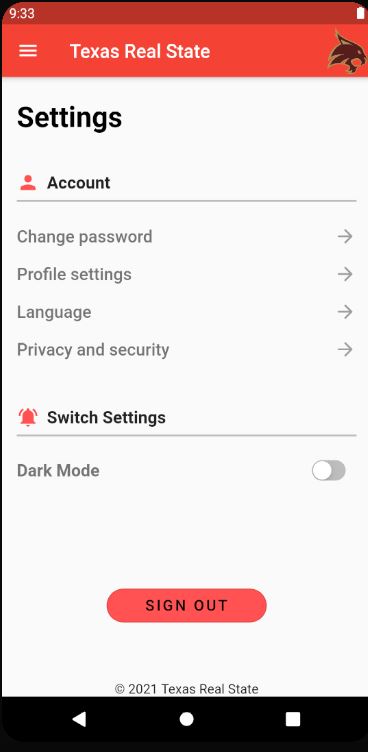 9:33
Texas Real State
Settings
Account
Change password
Profile settings
Language
Privacy and security
Switch Settings
Dark Mode
SIGN OUT
© 2021 Texas Real State